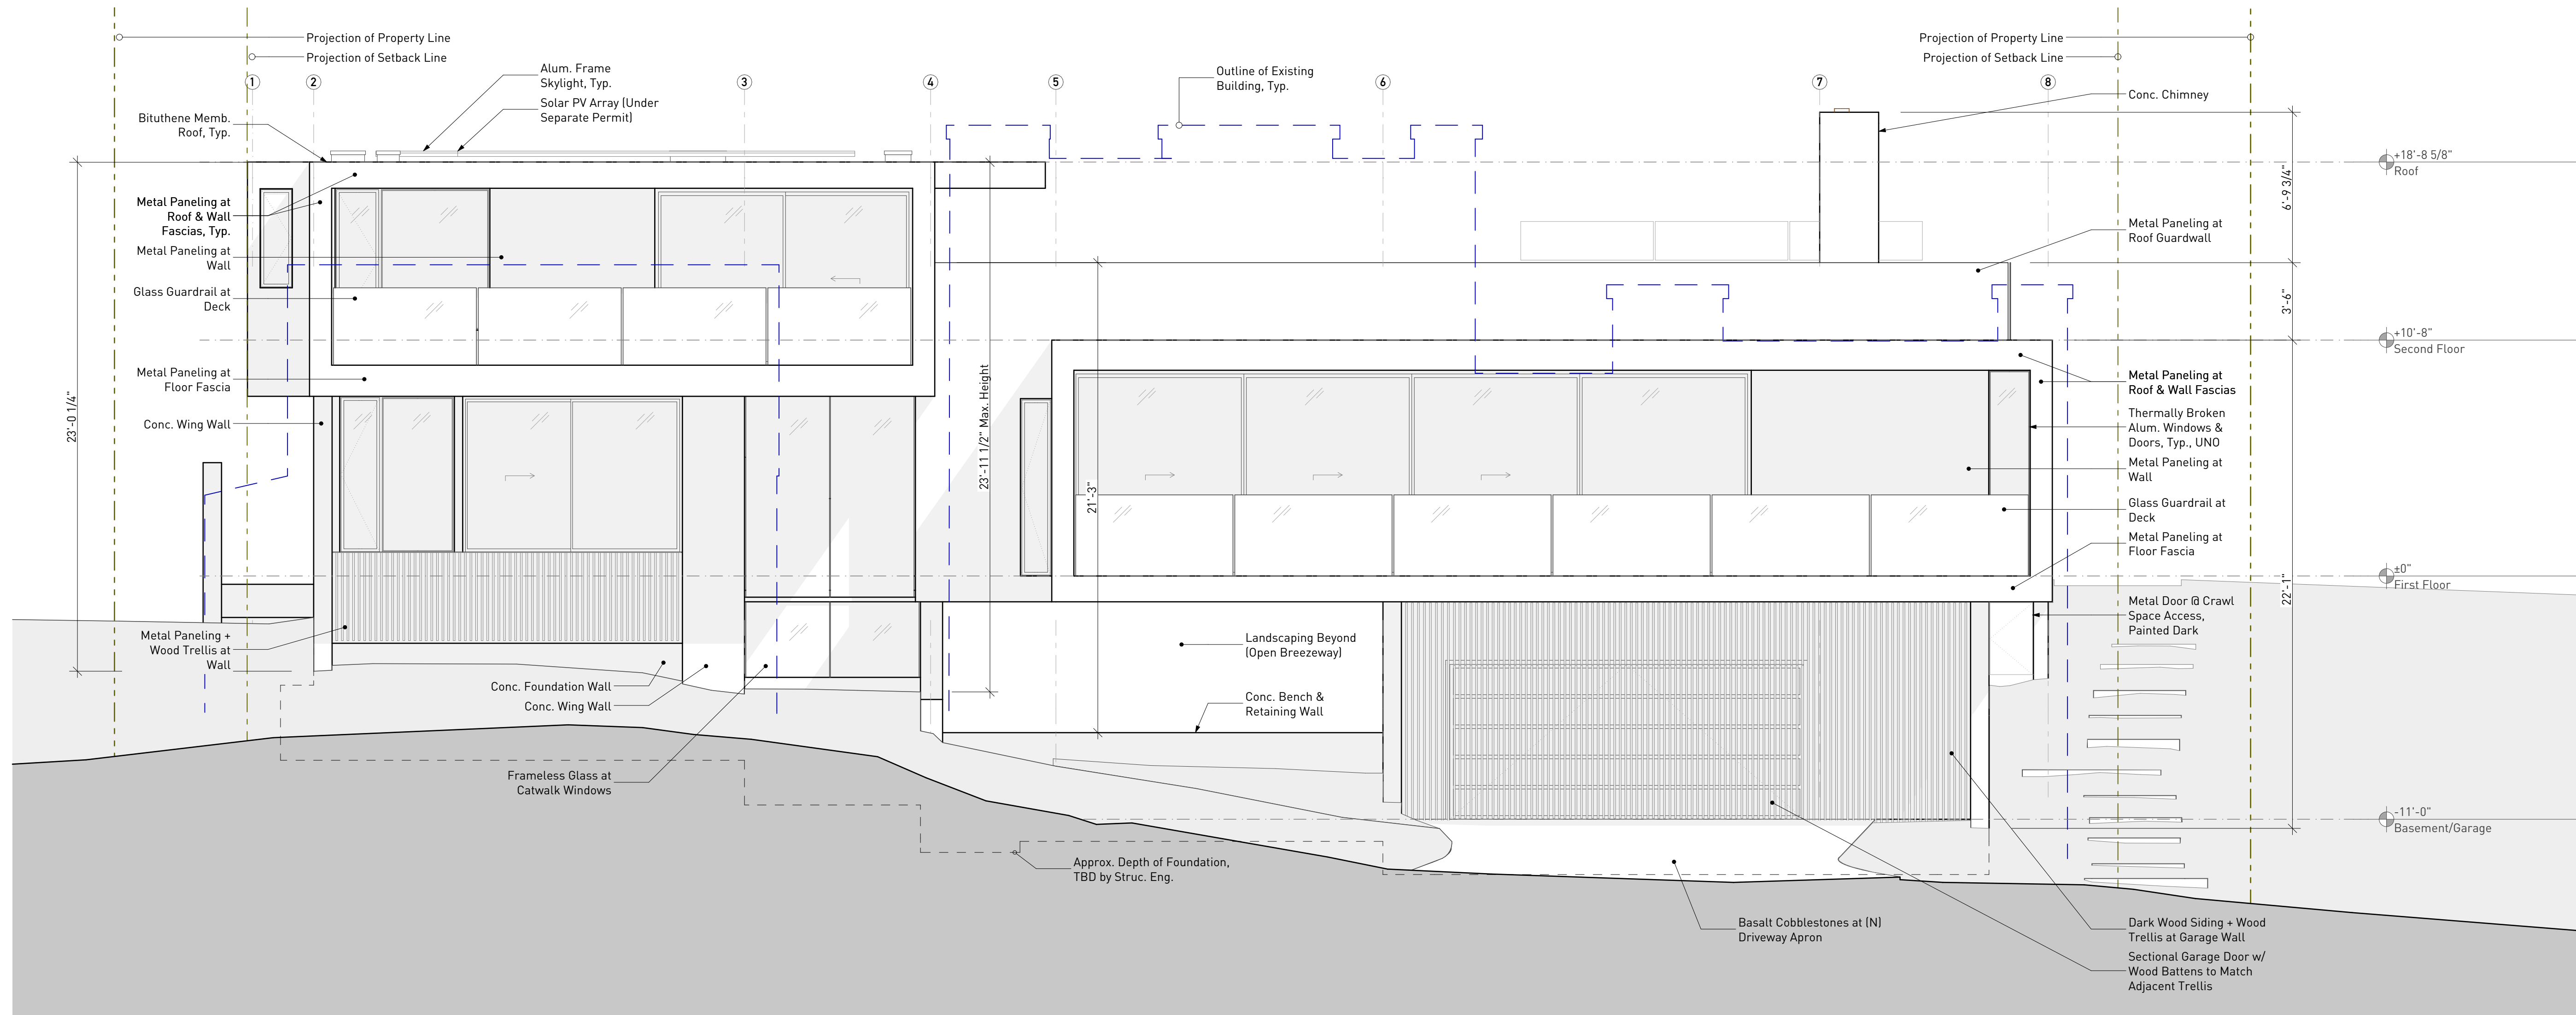 Projection of Property Line
Projection of Setback Line
Alum. Frame
Skylight, Typ.
Solar PV Array (Under
Separate Permit)
Outline of Existing
Building, Typ.
Projection of Property Line
Projection of Setback Line
1
2
3
4
5
6
7
8
Conc. Chimney
Bituthene Memb.
Roof, Typ.
Metal Paneling at
Roof & Wall
Fascias, Typ.
Metal Paneling at
Wall
Glass Guardrail at
Deck
Metal Paneling at
Floor Fascia
Conc. Wing Wall
Metal Paneling +
Wood Trellis at
Wall
23'-0 1/4"
23'-11 1/2" Max. Height
21'-3"
Conc. Foundation Wall
Conc. Wing Wall
Frameless Glass at
Catwalk Windows
Landscaping Beyond
(Open Breezeway)
Conc. Bench &
Retaining Wall
Approx. Depth of Foundation,
TBD by Struc. Eng.
Basalt Cobblestones at (N)
Driveway Apron
Metal Paneling at
Roof Guardwall
Metal Paneling at
Roof & Wall Fascias
Thermally Broken
Alum. Windows &
Doors, Typ., UNO
Metal Paneling at
Wall
Glass Guardrail at
Deck
Metal Paneling at
Floor Fascia
Metal Door @ Crawl
Space Access,
Painted Dark
Dark Wood Siding + Wood
Trellis at Garage Wall
Sectional Garage Door w/
Wood Battens to Match
Adjacent Trellis
6'-9 3/4"
3'-6"
22'-1"
+18'-8 5/8"
Roof
+10'-8"
Second Floor
±0"
First Floor
-11'-0"
Basement/Garage